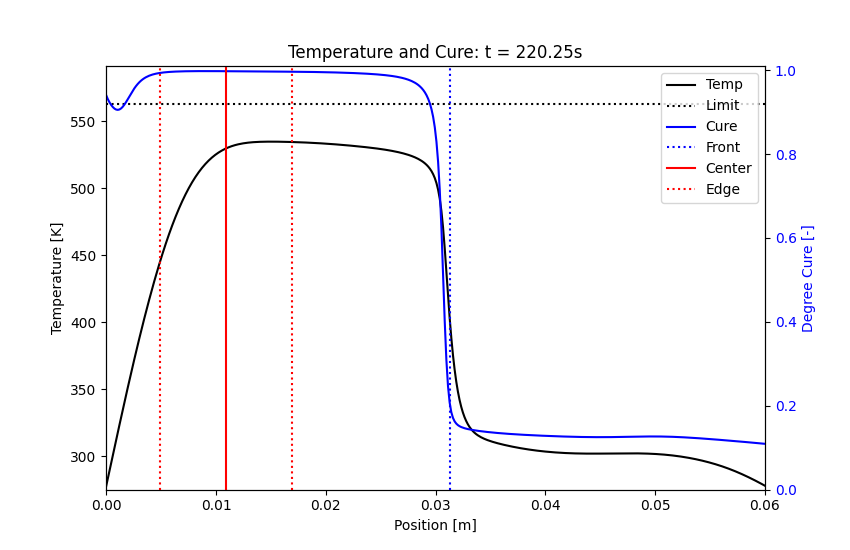 Temperature and Cure: t = 220.25s
Temperature [K]
550
500
450
400
350
300
Temp
Limit
Cure
Front
Center
Edge
1.0
0.8
0.6
0.4
0.2
0.0
Degree Cure [-]
0.00 0.01 0.02 0.03 0.04 0.05 0.06
Position [m]